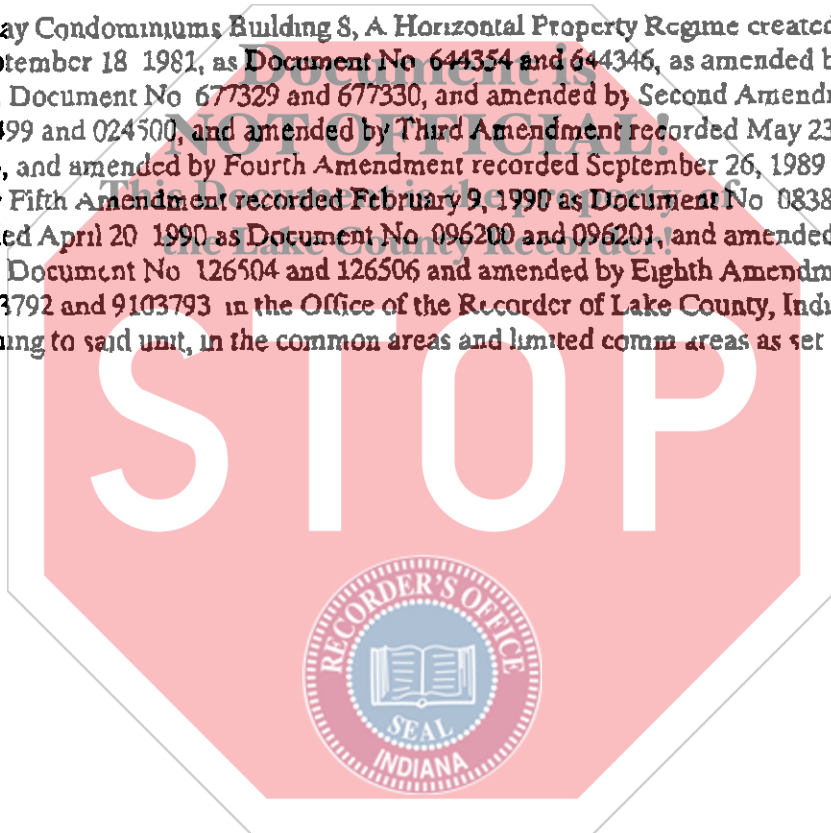 ay Condominiums Building 8, A Horizontal Property Regime created
tember 18 1981, as Document No 644354 and 644346, as amended b
Document No 677329 and 677330, and amended by Second Amendm
499 and 024500, and amended by Third Amendment recorded May 23
, and amended by Fourth Amendment recorded September 26, 1989
Fifth Amendment recorded February 9, 1990 as Document No 0838
ed April 20 1990 as Document No 096200 and 096201, and amended
Document No 126504 and 126506 and amended by Eighth Amendm
3792 and 9103793 in the Office of the Recorder of Lake County, Indi
ning to said unit, in the common areas and limited comm areas as set
Document is
NOT OFFICIAL!
This Document is the property of
the Lake County Recorder!
STOP
RECORDER'S OFFICE
SEAL
INDIANA